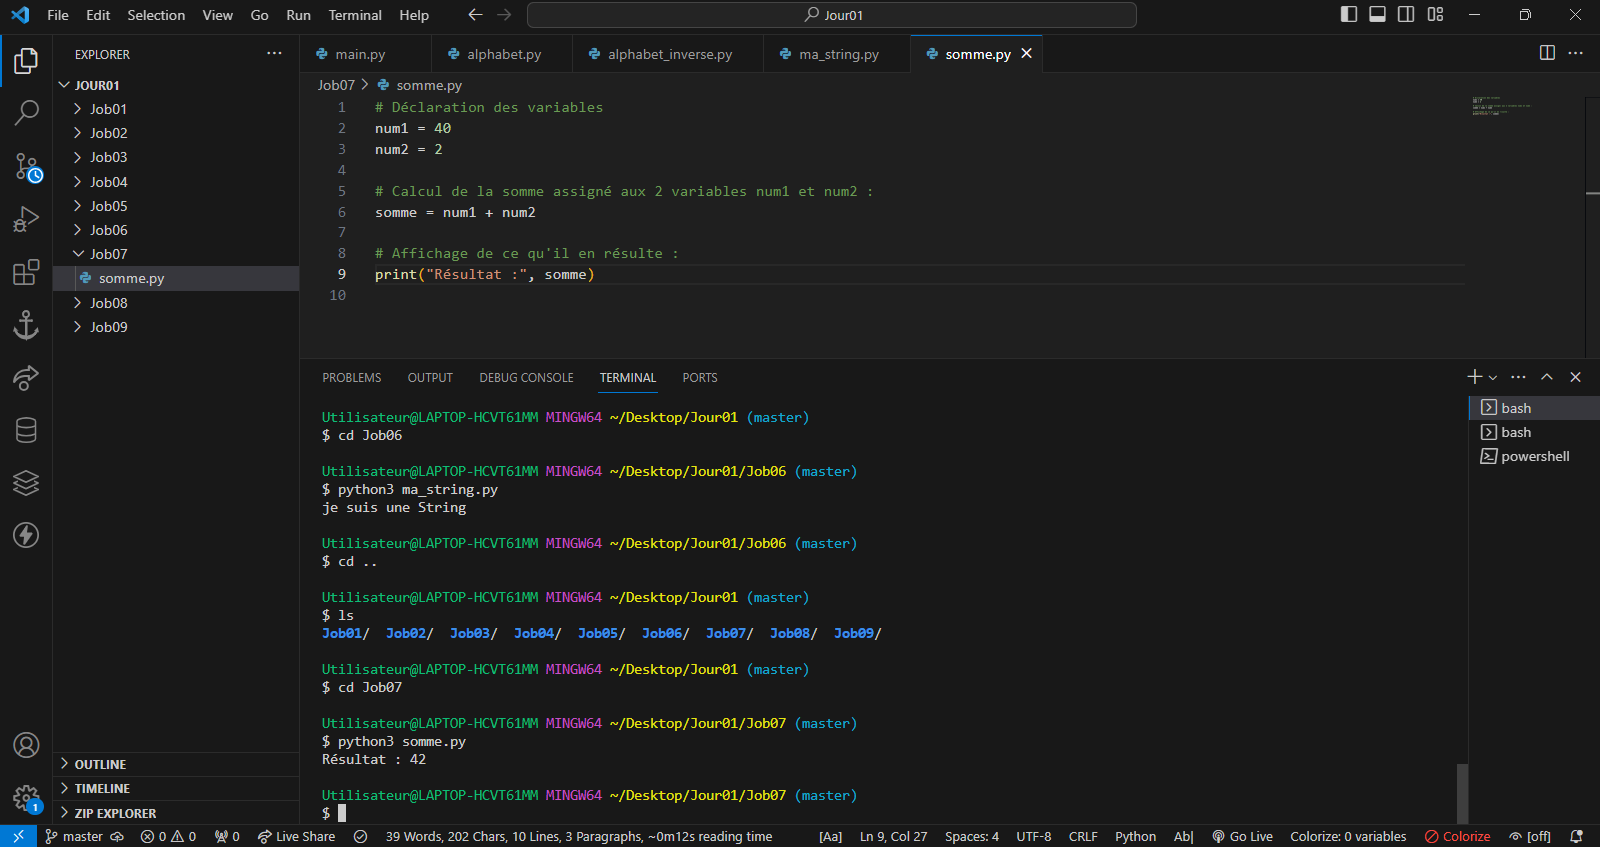 File Edit Selection View Go Run Terminal Help
Jour01
EXPLORER
JOUR01
Job01
Job02
Job03
Job04
Job05
Job06
Job07
somme.py
Job08
Job09
OUTLINE
TIMELINE
ZIP EXPLORER
main.py alphabet.py alphabet_inverse.py ma_string.py somme.py
Job07 > somme.py
1 # Déclaration des variables
2 num1 = 40
3 num2 = 2
4
5 # Calcul de la somme assigné aux 2 variables num1 et num2 :
6 somme = num1 + num2
7
8 # Affichage de ce qu'il en résulte :
9 print("Résultat :", somme)
10
PROBLEMS OUTPUT DEBUG CONSOLE TERMINAL PORTS
Utilisateur@LAPTOP-HCVT61MM MINGW64 ~/Desktop/Jour01 (master)
$ cd Job06
Utilisateur@LAPTOP-HCVT61MM MINGW64 ~/Desktop/Jour01/Job06 (master)
$ python3 ma_string.py
je suis une String
Utilisateur@LAPTOP-HCVT61MM MINGW64 ~/Desktop/Jour01/Job06 (master)
$ cd ..
Utilisateur@LAPTOP-HCVT61MM MINGW64 ~/Desktop/Jour01 (master)
$ ls
Job01/ Job02/ Job03/ Job04/ Job05/ Job06/ Job07/ Job08/ Job09/
Utilisateur@LAPTOP-HCVT61MM MINGW64 ~/Desktop/Jour01 (master)
$ cd Job07
Utilisateur@LAPTOP-HCVT61MM MINGW64 ~/Desktop/Jour01/Job07 (master)
$ python3 somme.py
Résultat : 42
Utilisateur@LAPTOP-HCVT61MM MINGW64 ~/Desktop/Jour01/Job07 (master)
$
bash
bash
powershell
1
master 0 0 0 Live Share 39 Words, 202 Chars, 10 Lines, 3 Paragraphs, ~0m12s reading time [Aa] Ln 9, Col 27 Spaces: 4 UTF-8 CRLF Python Ab| Go Live Colorize: 0 variables Colorize [off]